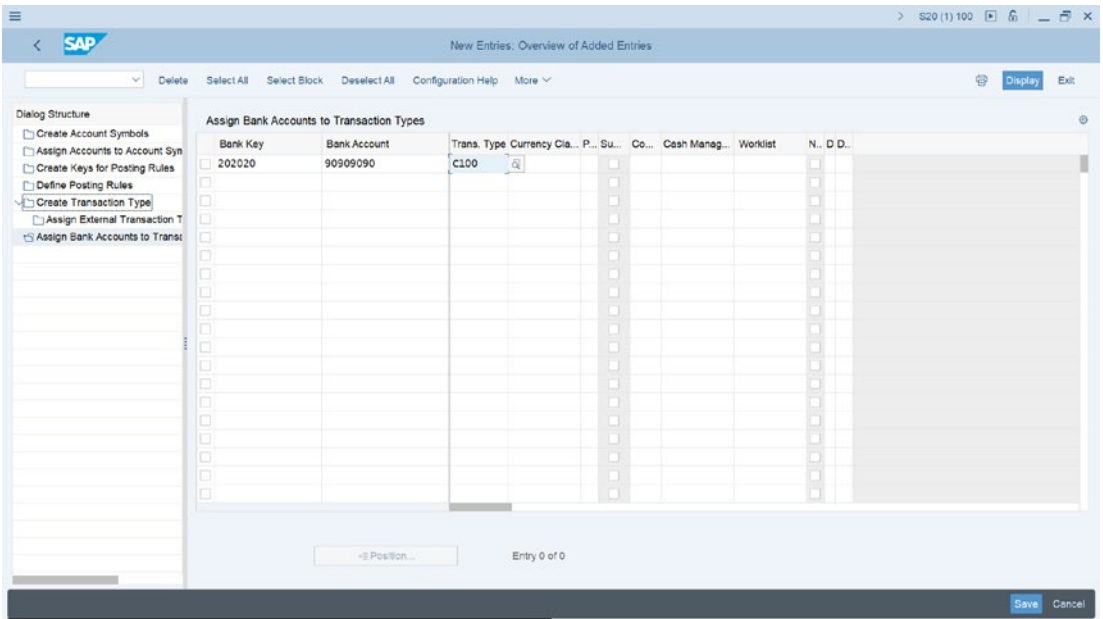 S20 (1) 100
SAP
New Entries: Overview of Added Entries
Delete Select All Select Block Deselect All Configuration Help More Display Exit
Dialog Structure
Create Account Symbols
Assign Accounts to Account Sym
Create Keys for Posting Rules
Define Posting Rules
Create Transaction Type
Assign External Transaction T
Assign Bank Accounts to Transa
Assign Bank Accounts to Transaction Types
Bank Key Bank Account Trans. Type Currency Cla... P... Su... Co... Cash Manag... Worklist N.. D D..
202020 90909090 C100
Position... Entry 0 of 0
Save Cancel